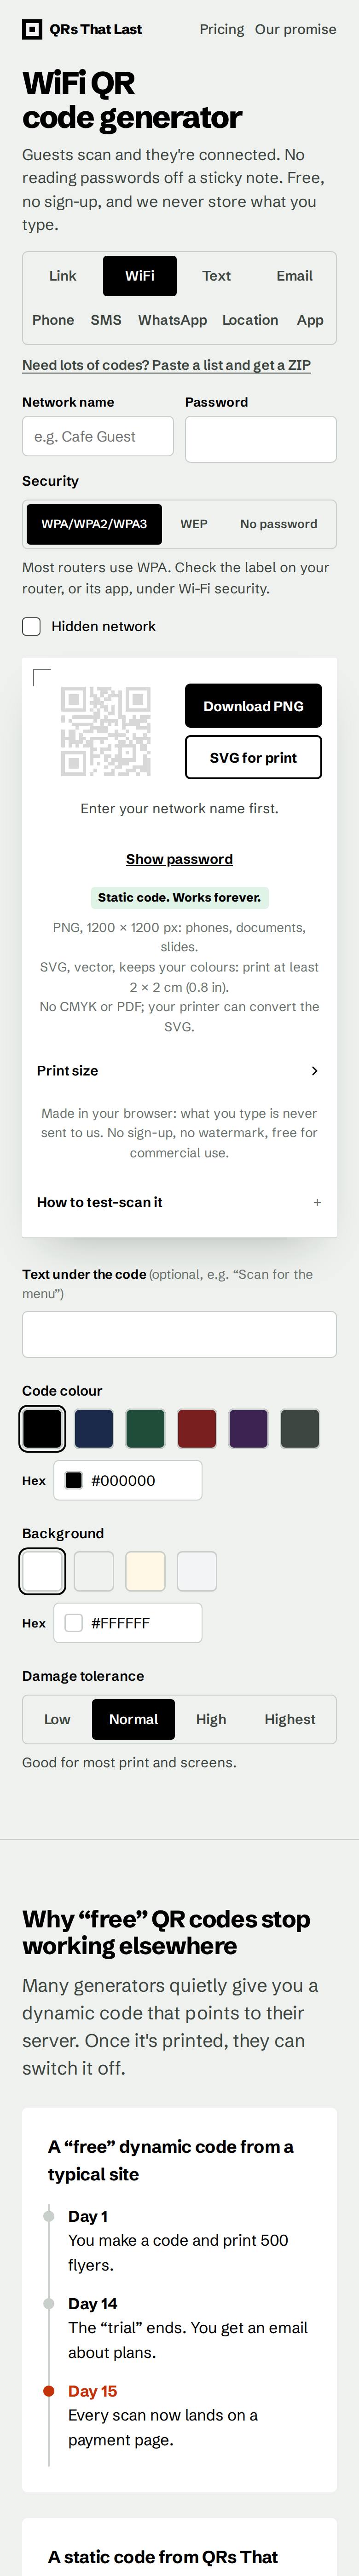 QRs That Last
Pricing Our promise
WiFi QR
code generator
Guests scan and they're connected. No
reading passwords off a sticky note. Free,
no sign-up, and we never store what you
type.
Link WiFi Text Email
Phone SMS WhatsApp Location App
Need lots of codes? Paste a list and get a ZIP
Network name Password
e.g. Cafe Guest
Security
WPA/WPA2/WPA3 WEP No password
Most routers use WPA. Check the label on your
router, or its app, under Wi-Fi security.
Hidden network
Download PNG
SVG for print
Enter your network name first.
Show password
Static code. Works forever.
PNG, 1200 × 1200 px: phones, documents,
slides.
SVG, vector, keeps your colours: print at least
2 × 2 cm (0.8 in).
No CMYK or PDF; your printer can convert the
SVG.
Print size
Made in your browser: what you type is never
sent to us. No sign-up, no watermark, free for
commercial use.
How to test-scan it +
Text under the code (optional, e.g. “Scan for the
menu”)
Code colour
Hex #000000
Background
Hex #FFFFFF
Damage tolerance
Low Normal High Highest
Good for most print and screens.
Why “free” QR codes stop
working elsewhere
Many generators quietly give you a
dynamic code that points to their
server. Once it's printed, they can
switch it off.
A “free” dynamic code from a
typical site
Day 1
You make a code and print 500
flyers.
Day 14
The “trial” ends. You get an email
about plans.
Day 15
Every scan now lands on a
payment page.
A static code from QRs That